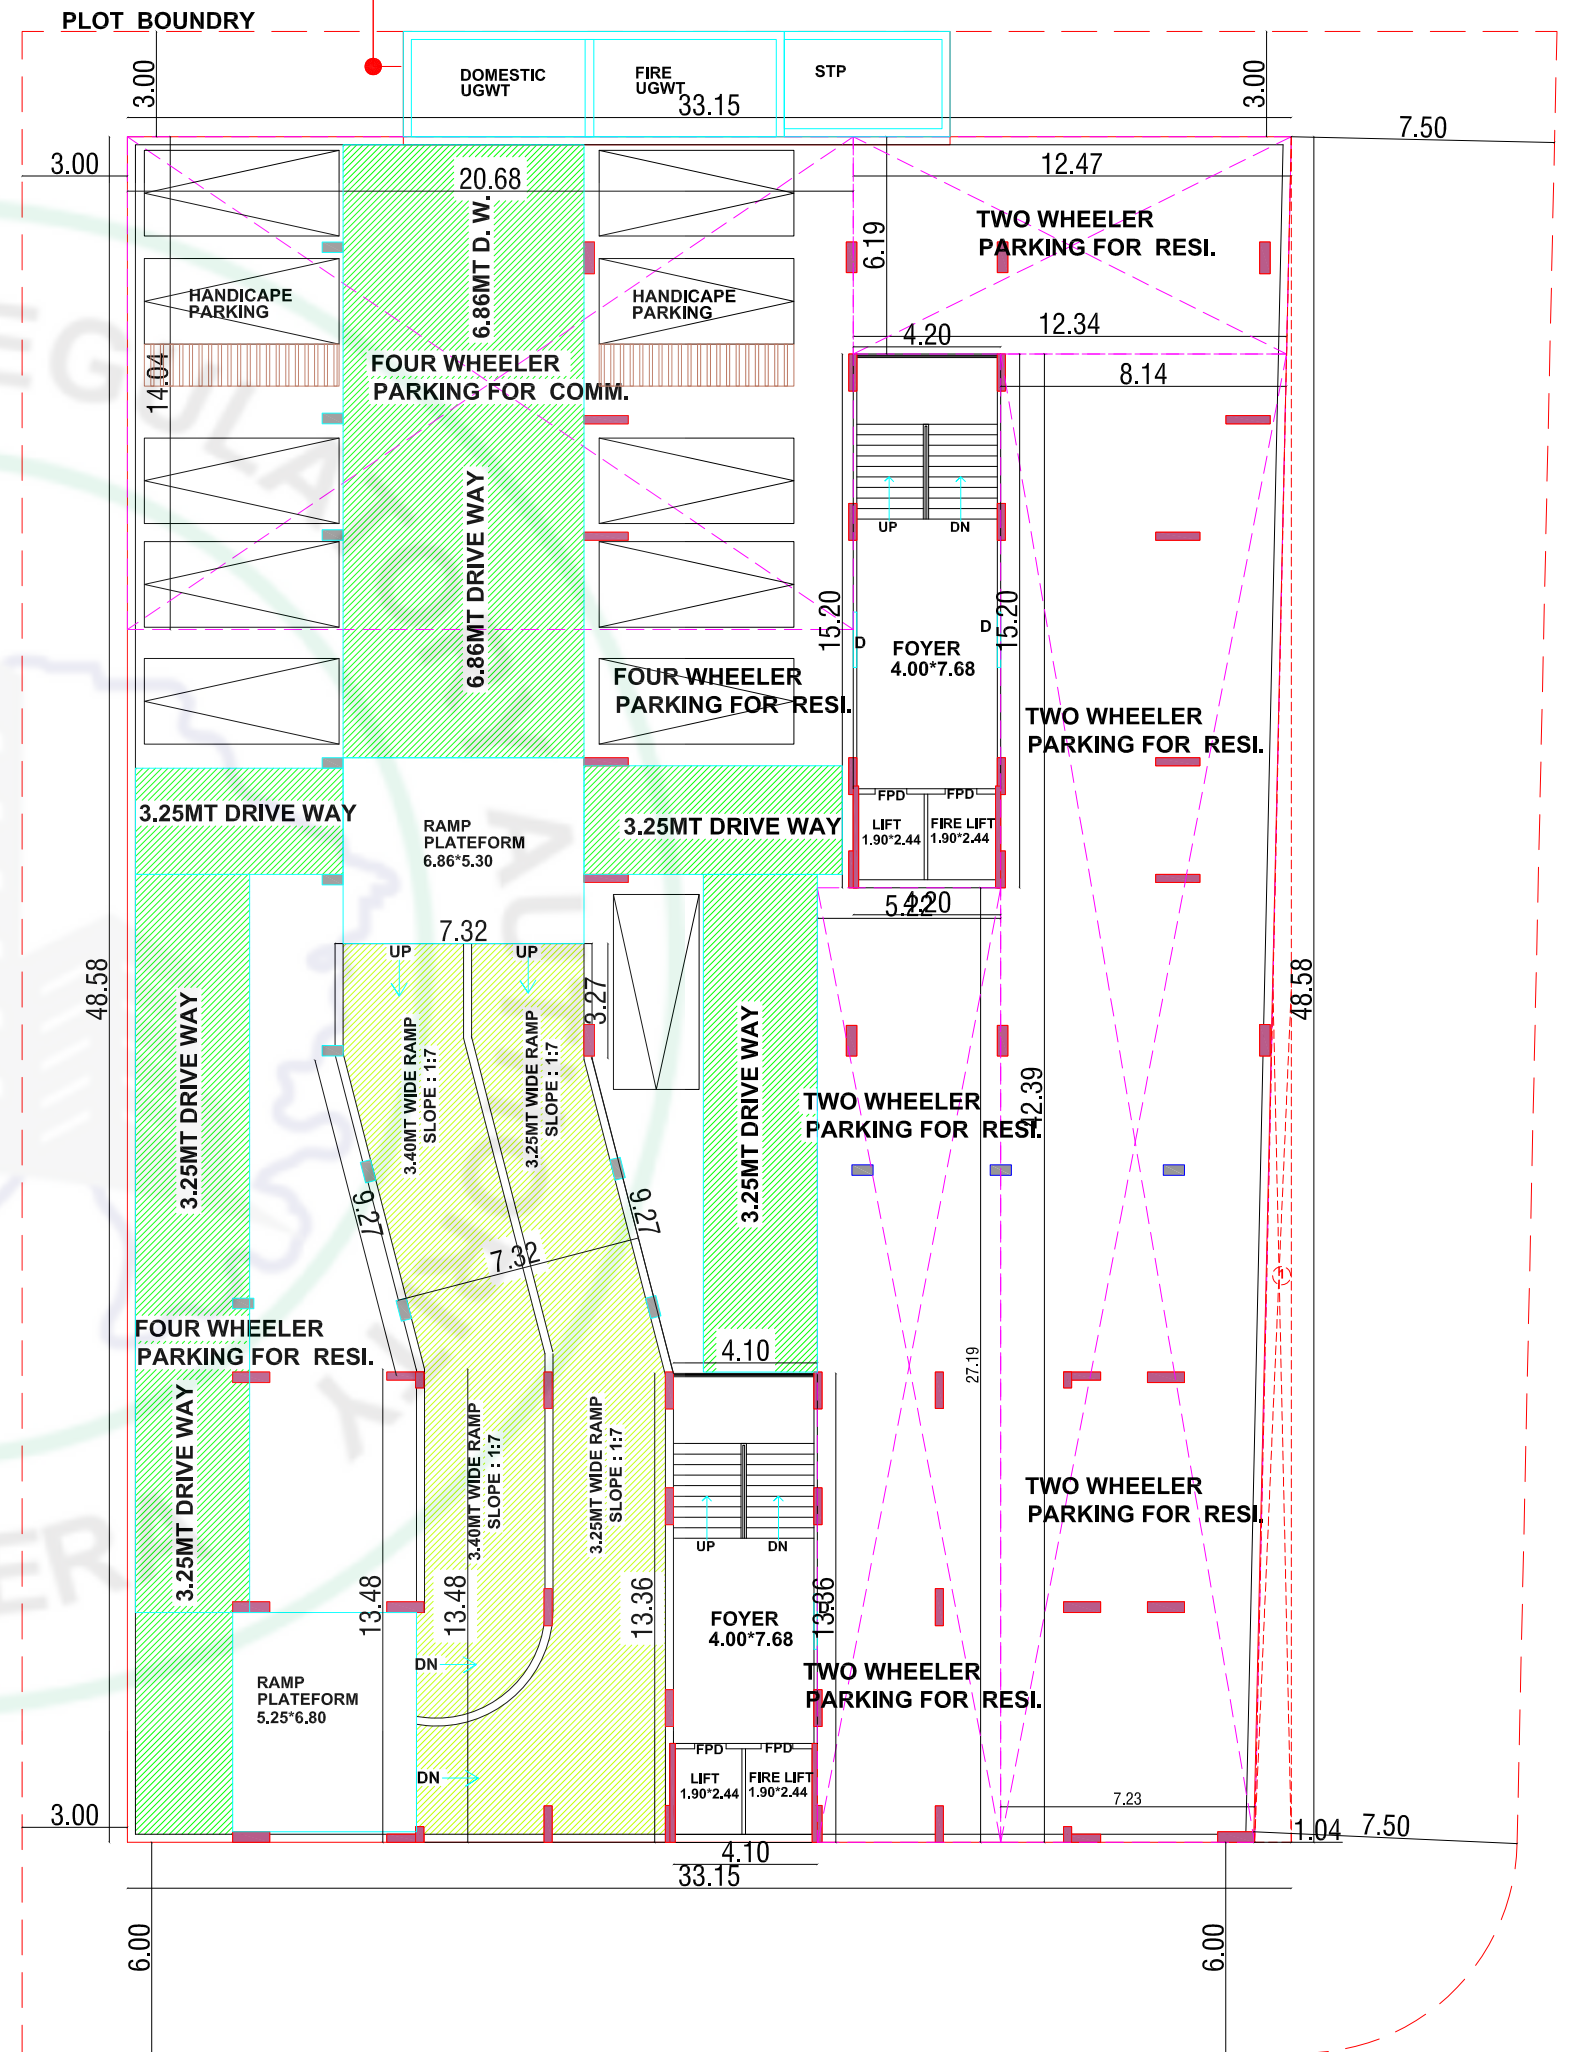 PLOT BOUNDRY
3.00
DOMESTIC
UGWT
FIRE
UGWT
STP
3.00
33.15
7.50
3.00
20.68
12.47
6.86MT D. W.
6.19
TWO WHEELER
PARKING FOR RESI.
HANDICAPE
PARKING
HANDICAPE
PARKING
12.34
4.20
14.04
FOUR WHEELER
PARKING FOR COMM.
8.14
6.86MT DRIVE WAY
UP
DN
15.20
15.20
D
D
FOYER
4.00*7.68
FOUR WHEELER
PARKING FOR RESI.
TWO WHEELER
PARKING FOR RESI.
3.25MT DRIVE WAY
RAMP
PLATEFORM
6.86*5.30
3.25MT DRIVE WAY
FPD
FPD
LIFT
1.90*2.44
FIRE LIFT
1.90*2.44
5.22
4.20
7.32
UP
UP
48.58
3.27
48.58
3.25MT DRIVE WAY
3.40MT WIDE RAMP
SLOPE : 1:7
3.25MT WIDE RAMP
SLOPE : 1:7
3.25MT DRIVE WAY
TWO WHEELER
PARKING FOR RESI.
42.39
9.27
9.27
7.32
1
FOUR WHEELER
PARKING FOR RESI.
4.10
27.19
3.25MT DRIVE WAY
3.40MT WIDE RAMP
SLOPE : 1:7
3.25MT WIDE RAMP
SLOPE : 1:7
TWO WHEELER
PARKING FOR RESI.
UP
DN
13.48
13.48
13.36
13.36
FOYER
4.00*7.68
DN
TWO WHEELER
PARKING FOR RESI.
RAMP
PLATEFORM
5.25*6.80
FPD
FPD
DN
LIFT
1.90*2.44
FIRE LIFT
1.90*2.44
7.23
3.00
1.04
7.50
4.10
33.15
6.00
6.00